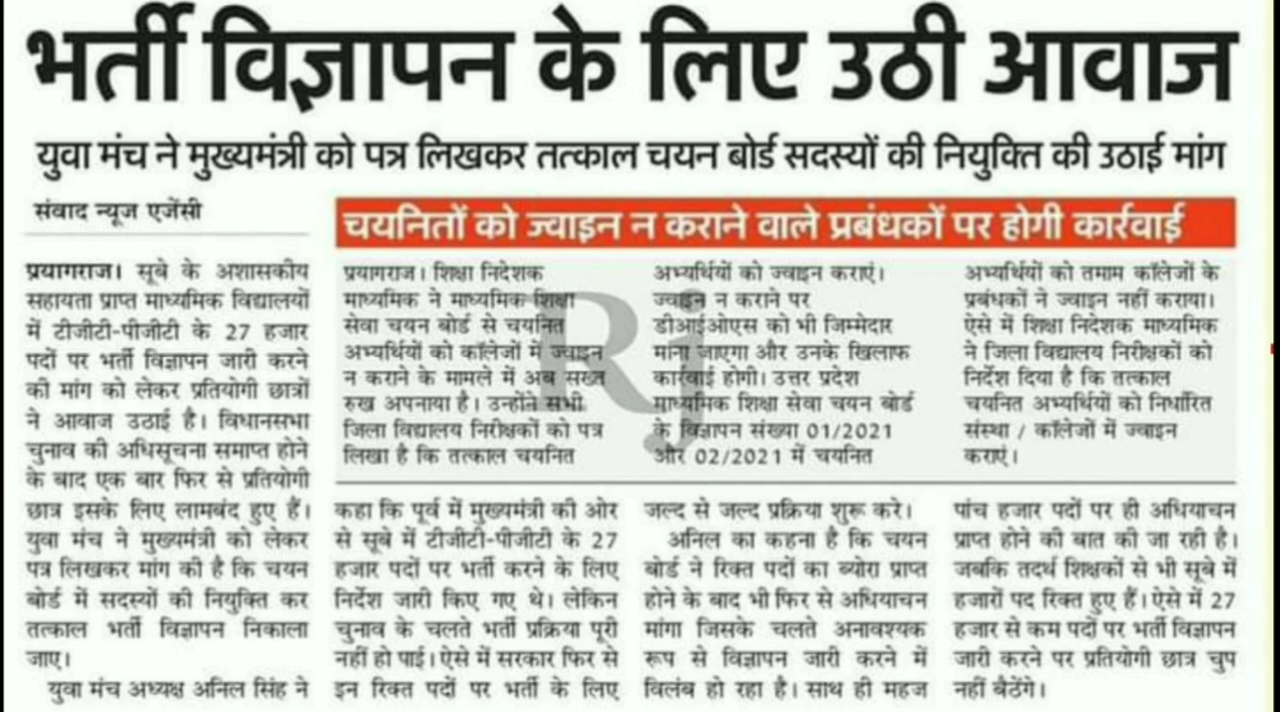 भर्ती विज्ञापन के लिए उठी आवाज
युवा मंच ने मुख्यमंत्री को पत्र लिखकर तत्काल चयन बोर्ड सदस्यों की नियुक्ति की उठाई मांग
संवाद न्यूज एजेंसी
प्रयागराज। सूबे के अशासकीय
सहायता प्राप्त माध्यमिक विद्यालयों
में टीजीटी-पीजीटी के 27 हजार
पदों पर भर्ती विज्ञापन जारी करने
की मांग को लेकर प्रतियोगी छात्रों
ने आवाज उठाई है। विधानसभा
चुनाव की अधिसूचना समाप्त होने
के बाद एक बार फिर से प्रतियोगी
छात्र इसके लिए लामबंद हुए हैं।
युवा मंच ने मुख्यमंत्री को लेकर
पत्र लिखकर मांग की है कि चयन
बोर्ड में सदस्यों की नियुक्ति कर
तत्काल भर्ती विज्ञापन निकाला
जाए।
युवा मंच अध्यक्ष अनिल सिंह ने
चयनितों को ज्वाइन न कराने वाले प्रबंधकों पर होगी कार्रवाई
प्रयागराज। शिक्षा निदेशक
माध्यमिक ने माध्यमिक शिक्षा
सेवा चयन बोर्ड से चयनित
अभ्यर्थियों को कॉलेजों में ज्वाइन
न कराने के मामले में अब सख्त
रुख अपनाया है। उन्होंने सभी
जिला विद्यालय निरीक्षकों को पत्र
लिखा है कि तत्काल चयनित
अभ्यर्थियों को ज्वाइन कराएं।
ज्वाइन न कराने पर
डीआईओएस को भी जिम्मेदार
माना जाएगा और उनके खिलाफ
कार्रवाई होगी। उत्तर प्रदेश
माध्यमिक शिक्षा सेवा चयन बोर्ड
के विज्ञापन संख्या 01/2021
और 02/2021 में चयनित
अभ्यर्थियों को तमाम कॉलेजों के
प्रबंधकों ने ज्वाइन नहीं कराया।
ऐसे में शिक्षा निदेशक माध्यमिक
ने जिला विद्यालय निरीक्षकों को
निर्देश दिया है कि तत्काल
चयनित अभ्यर्थियों को निर्धारित
संस्था / कॉलेजों में ज्वाइन
कराएं।
Rj
कहा कि पूर्व में मुख्यमंत्री की ओर
से सूबे में टीजीटी-पीजीटी के 27
हजार पदों पर भर्ती करने के लिए
निर्देश जारी किए गए थे। लेकिन
चुनाव के चलते भर्ती प्रक्रिया पूरी
नहीं हो पाई। ऐसे में सरकार फिर से
इन रिक्त पदों पर भर्ती के लिए
जल्द से जल्द प्रक्रिया शुरू करे।
अनिल का कहना है कि चयन
बोर्ड ने रिक्त पदों का ब्योरा प्राप्त
होने के बाद भी फिर से अधियाचन
मांगा जिसके चलते अनावश्यक
रूप से विज्ञापन जारी करने में
विलंब हो रहा है। साथ ही महज
पांच हजार पदों पर ही अधियाचन
प्राप्त होने की बात की जा रही है।
जबकि तदर्थ शिक्षकों से भी सूबे में
हजारों पद रिक्त हुए हैं। ऐसे में 27
हजार से कम पदों पर भर्ती विज्ञापन
जारी करने पर प्रतियोगी छात्र चुप
नहीं बैठेंगे।